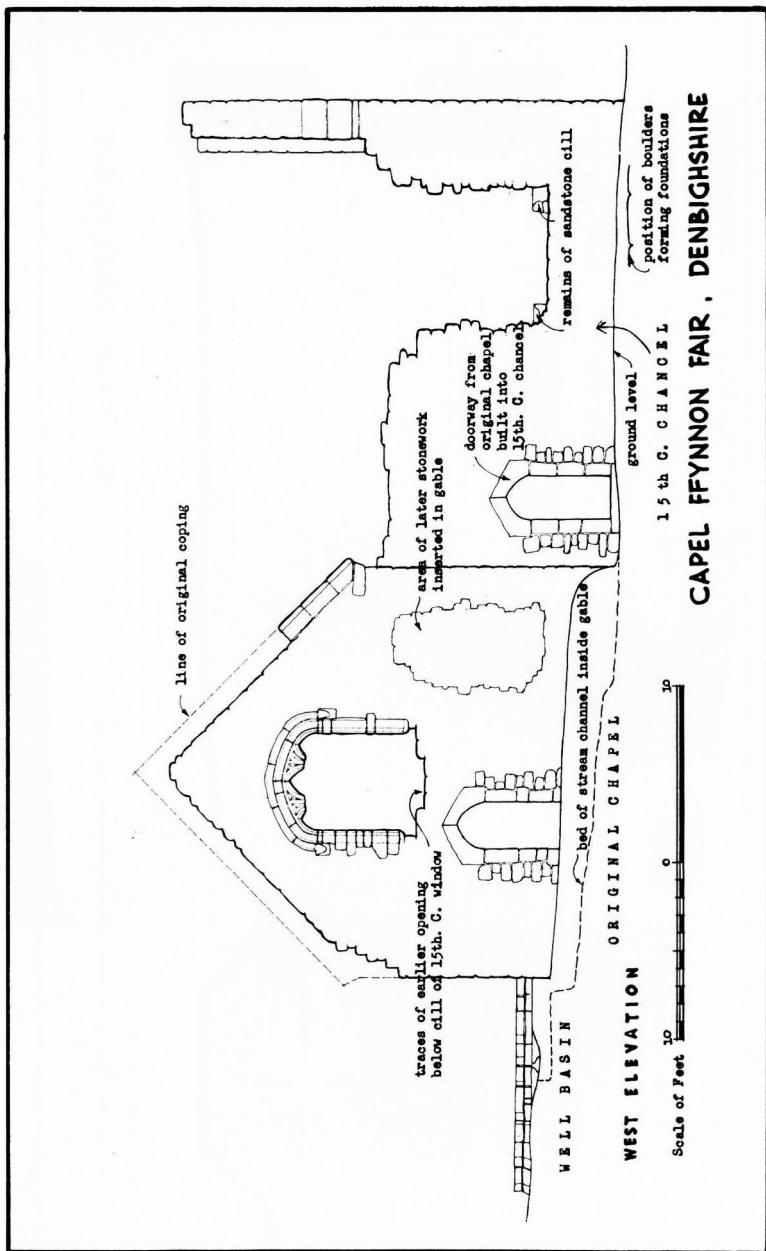 line of original coping
traces of earlier opening
below cill of 15th. C. window
area of later stonework
inserted in gable
doorway from
original chapel
built into
15th. C. chancel
remains of sandstone cill
bed of stream channel inside gable
ground level
position of boulders
forming foundations
WELL BASIN
ORIGINAL CHAPEL
15th C. CHANCEL
WEST ELEVATION
CAPEL FFYNNON FAIR, DENBIGHSHIRE
Scale of Feet
10 0 10